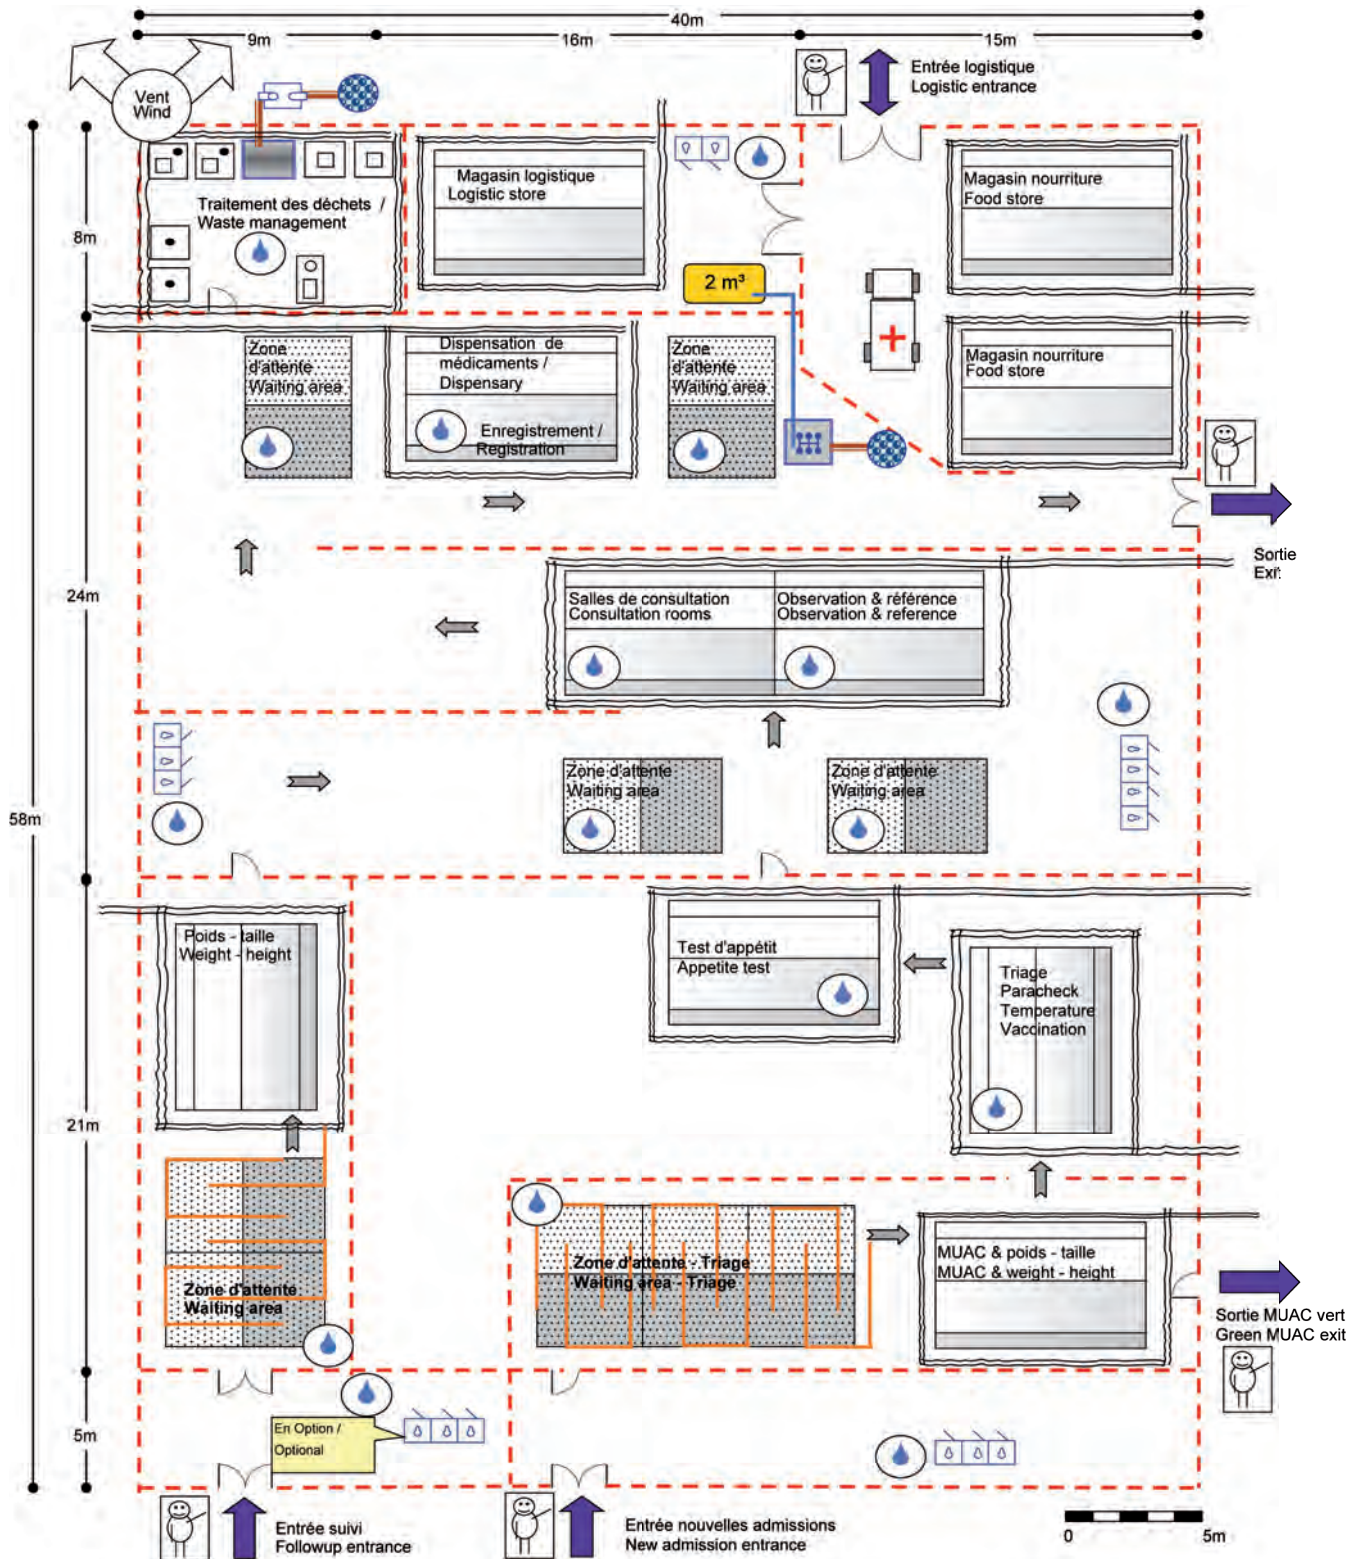 40m
9m
16m
15m
Vent
Wind
Entrée logistique
Logistic entrance
Magasin logistique
Logistic store
Magasin nourriture
Food store
Traitement des déchets /
Waste management
8m
2 m³
Zone
d'attente
Waiting area
Dispensation de
médicaments /
Dispensary
Enregistrement /
Registration
Zone
d'attente
Waiting area
Magasin nourriture
Food store
Sortie
Exit
24m
Salles de consultation
Consultation rooms
Observation & référence
Observation & reference
Zone d'attente
Waiting area
Zone d'attente
Waiting area
58m
Poids - taille
Weight - height
Test d'appétit
Appetite test
Triage
Paracheck
Temperature
Vaccination
21m
Zone d'attente
Waiting area
Zone d'attente - Triage
Waiting area - Triage
MUAC & poids - taille
MUAC & weight - height
Sortie MUAC vert
Green MUAC exit
5m
En Option /
Optional
Entrée suivi
Followup entrance
Entrée nouvelles admissions
New admission entrance
0
5m